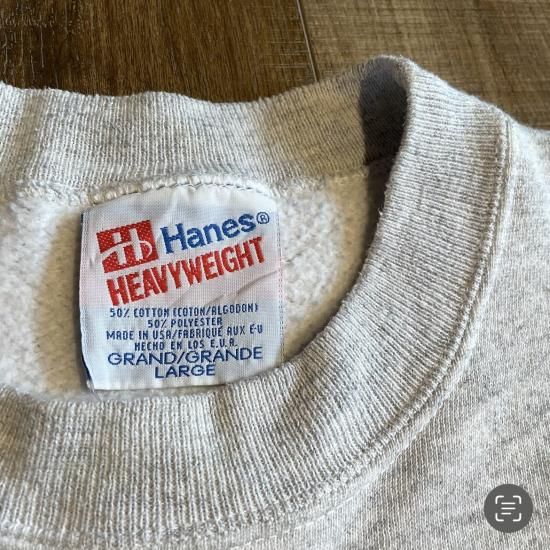 Hanes®
HEAVYWEIGHT
50% COTTON (COTON/ALGODON)
50% POLYESTER
MADE IN USA/FABRIQUE AUX E-U
HECHO EN LOS E.U.A.
GRAND/GRANDE
LARGE